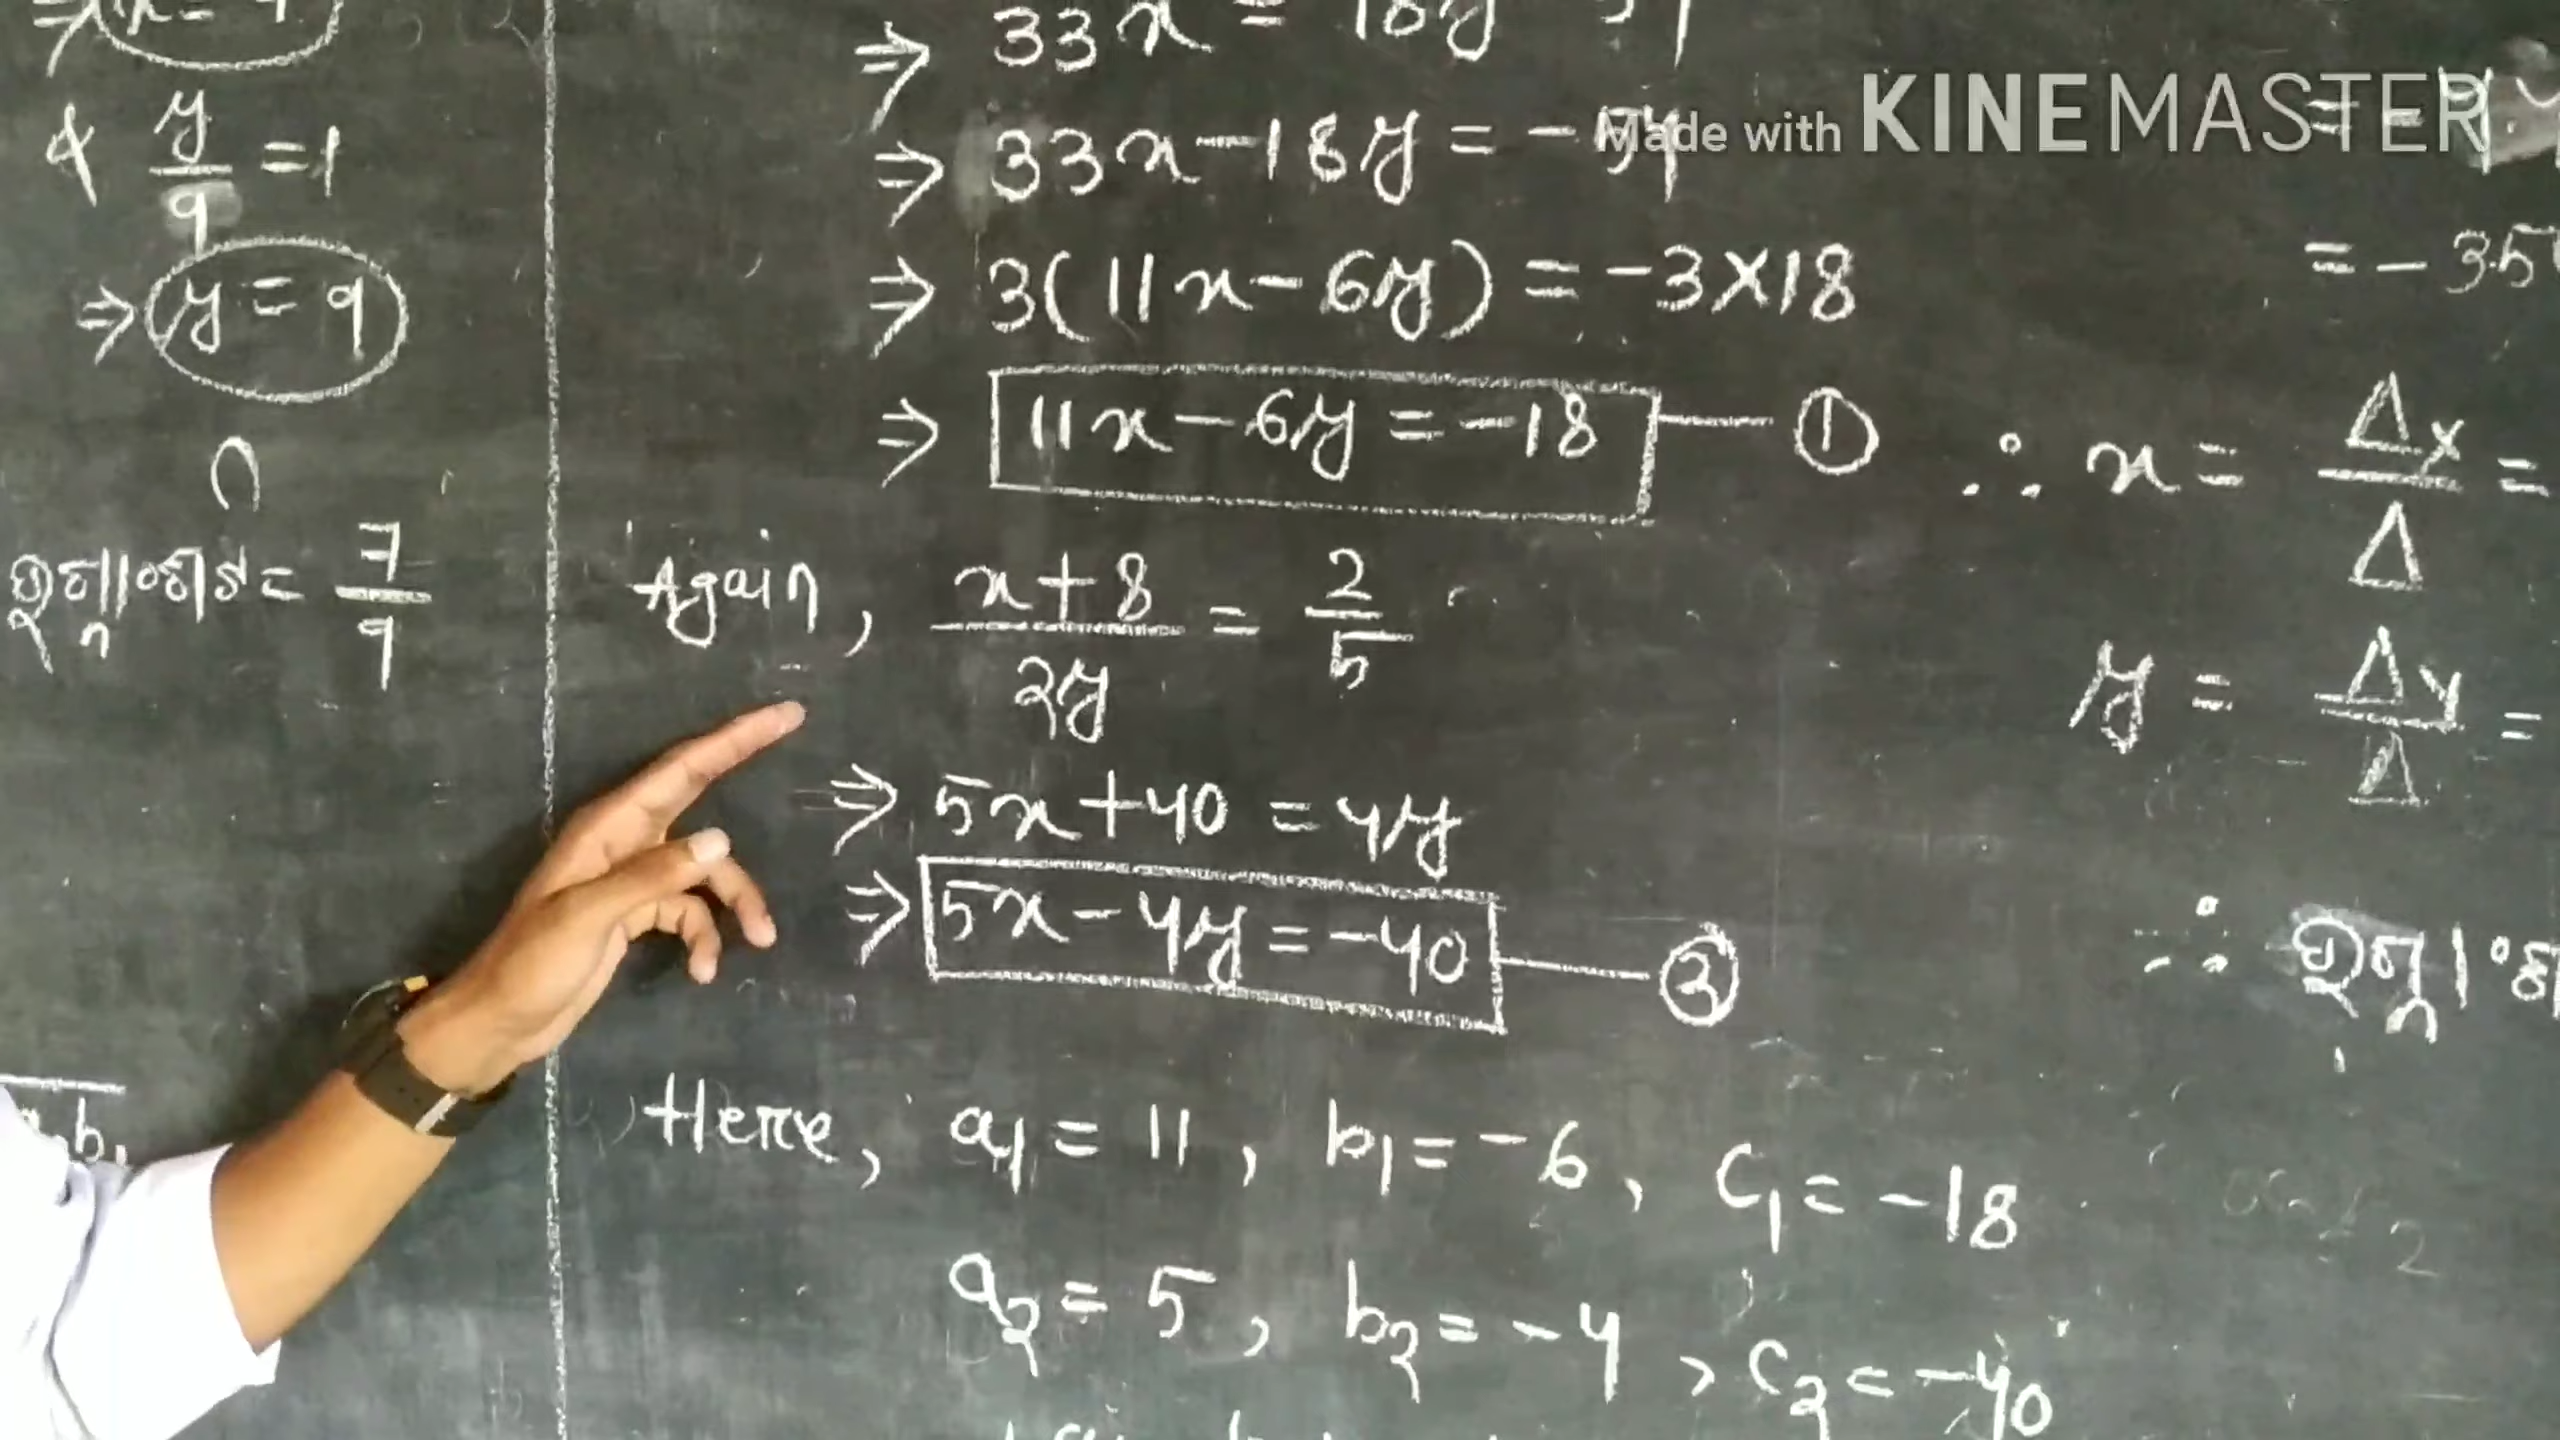 & y/9 = 1
⇒ y = 9
∩
= 7/9
⇒ 33x = 18y
⇒ 33x - 18y = -54
⇒ 3(11x - 6y) = -3×18
⇒ 11x - 6y = -18 — ①
Again, x+8/2y = 2/5
⇒ 5x + 40 = 4y
⇒ 5x - 4y = -40 — ②
Here, a₁ = 11, b₁ = -6, C₁ = -18
a₂ = 5, b₂ = -4, C₂ = -40
Made with KINEMASTER
= -35
∴ x = Δx/Δ =
y = Δy/Δ =
∴